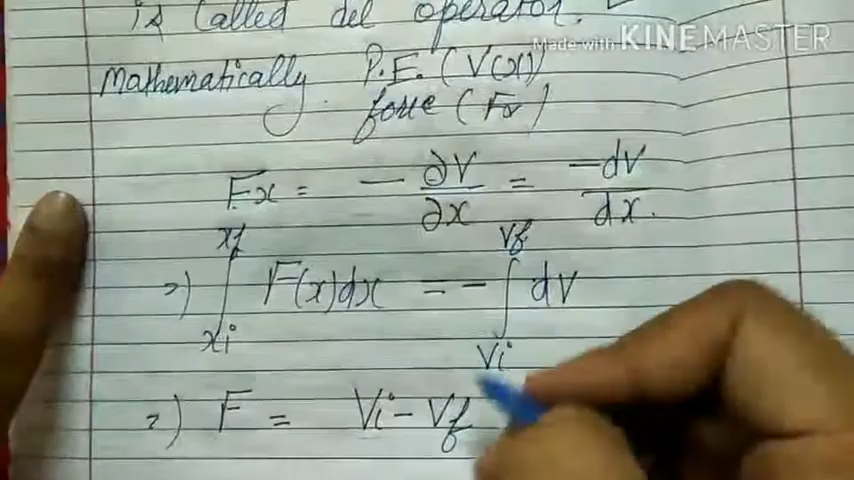 is called del operator.
Made with KINEMASTER
Mathematically P.E. (V(x))
force (Fx)
Fx = - ∂V/∂x = -dV/dx.
=) ∫_{xi}^{xf} F(x)dx = - ∫_{Vi}^{Vf} dV
=) F = Vi - Vf